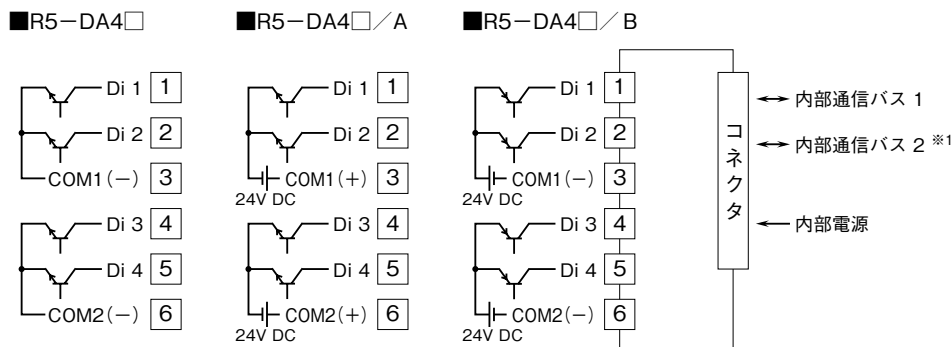 ■R5−DA4□
■R5−DA4□／A
■R5−DA4□／B
Di 1 1
Di 2 2
COM1(−) 3
Di 3 4
Di 4 5
COM2(−) 6
Di 1 1
Di 2 2
COM1(+) 3
24V DC
Di 3 4
Di 4 5
COM2(+) 6
24V DC
Di 1 1
Di 2 2
COM1(−) 3
24V DC
Di 3 4
Di 4 5
COM2(−) 6
24V DC
コネクタ
内部通信バス 1
内部通信バス 2 ※1
内部電源